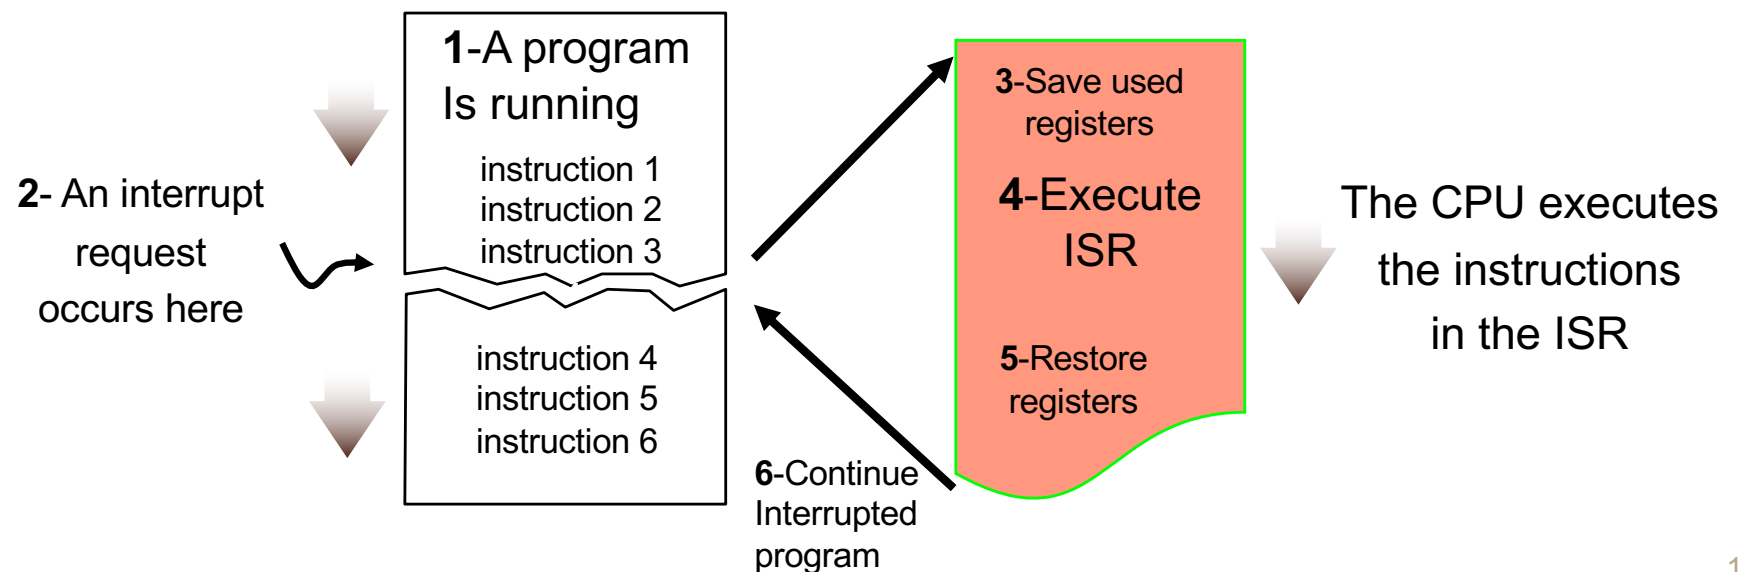 1-A program
Is running
instruction 1
instruction 2
instruction 3
2- An interrupt
request
occurs here
instruction 4
instruction 5
instruction 6
3-Save used
registers
4-Execute
ISR
5-Restore
registers
The CPU executes
the instructions
in the ISR
6-Continue
Interrupted
program
1